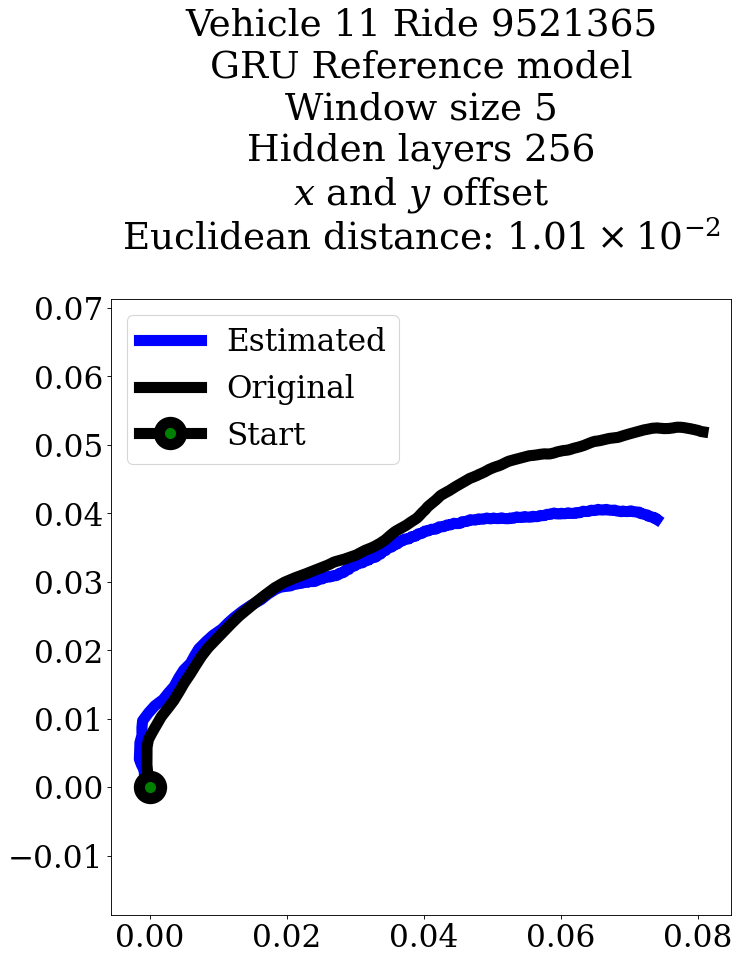 Vehicle 11 Ride 9521365
GRU Reference model
Window size 5
Hidden layers 256
x and y offset
Euclidean distance: 1.01 × 10⁻²
0.07
0.06
0.05
0.04
0.03
0.02
0.01
0.00
−0.01
Estimated
Original
Start
0.00 0.02 0.04 0.06 0.08